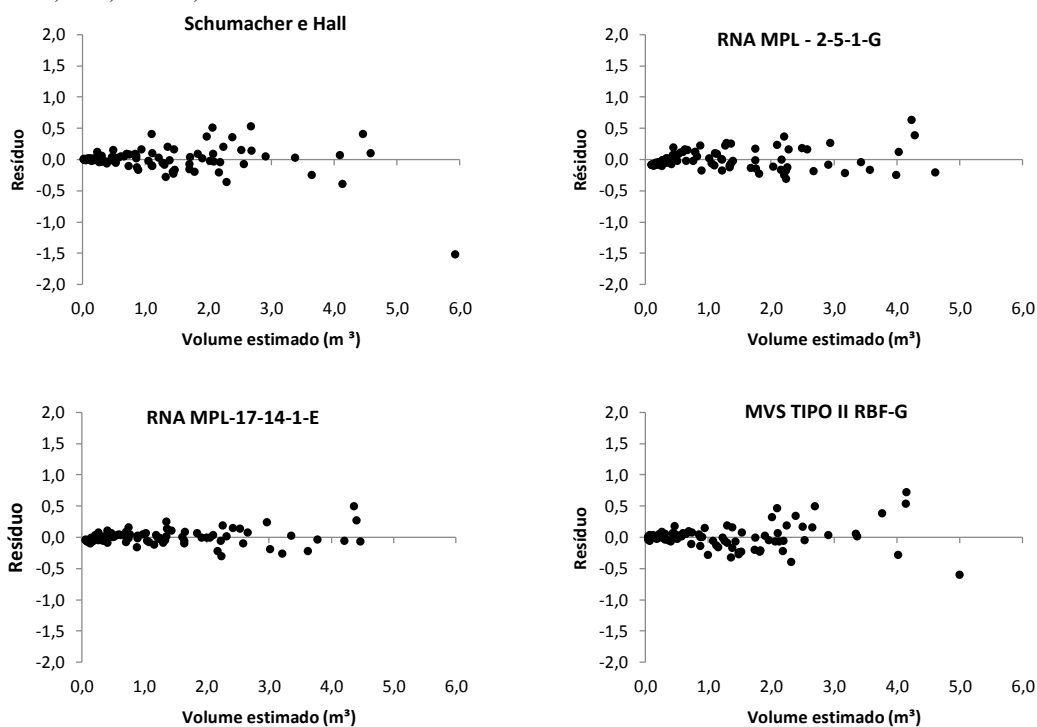 Schumacher e Hall
2,0
1,5
1,0
0,5
0,0
-0,5
-1,0
-1,5
-2,0
Resíduo
0,0 1,0 2,0 3,0 4,0 5,0 6,0
Volume estimado (m ³)
RNA MPL - 2-5-1-G
2,0
1,5
1,0
0,5
0,0
-0,5
-1,0
-1,5
-2,0
Résíduo
0,0 1,0 2,0 3,0 4,0 5,0 6,0
Volume estimado (m³)
RNA MPL-17-14-1-E
2,0
1,5
1,0
0,5
0,0
-0,5
-1,0
-1,5
-2,0
Resíduo
0,0 1,0 2,0 3,0 4,0 5,0 6,0
Volume estimado (m³)
MVS TIPO II RBF-G
2,0
1,5
1,0
0,5
0,0
-0,5
-1,0
-1,5
-2,0
Resíduo
0,0 1,0 2,0 3,0 4,0 5,0 6,0
Volume estimado (m³)